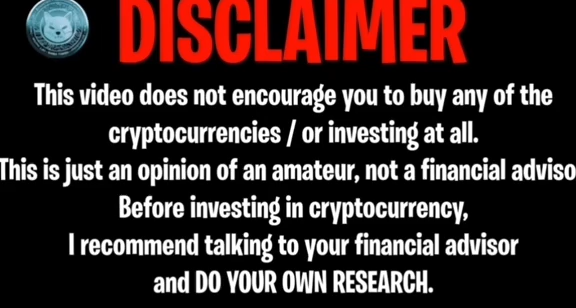 DISCLAIMER
This video does not encourage you to buy any of the
cryptocurrencies / or investing at all.
This is just an opinion of an amateur, not a financial adviso
Before investing in cryptocurrency,
I recommend talking to your financial advisor
and DO YOUR OWN RESEARCH.